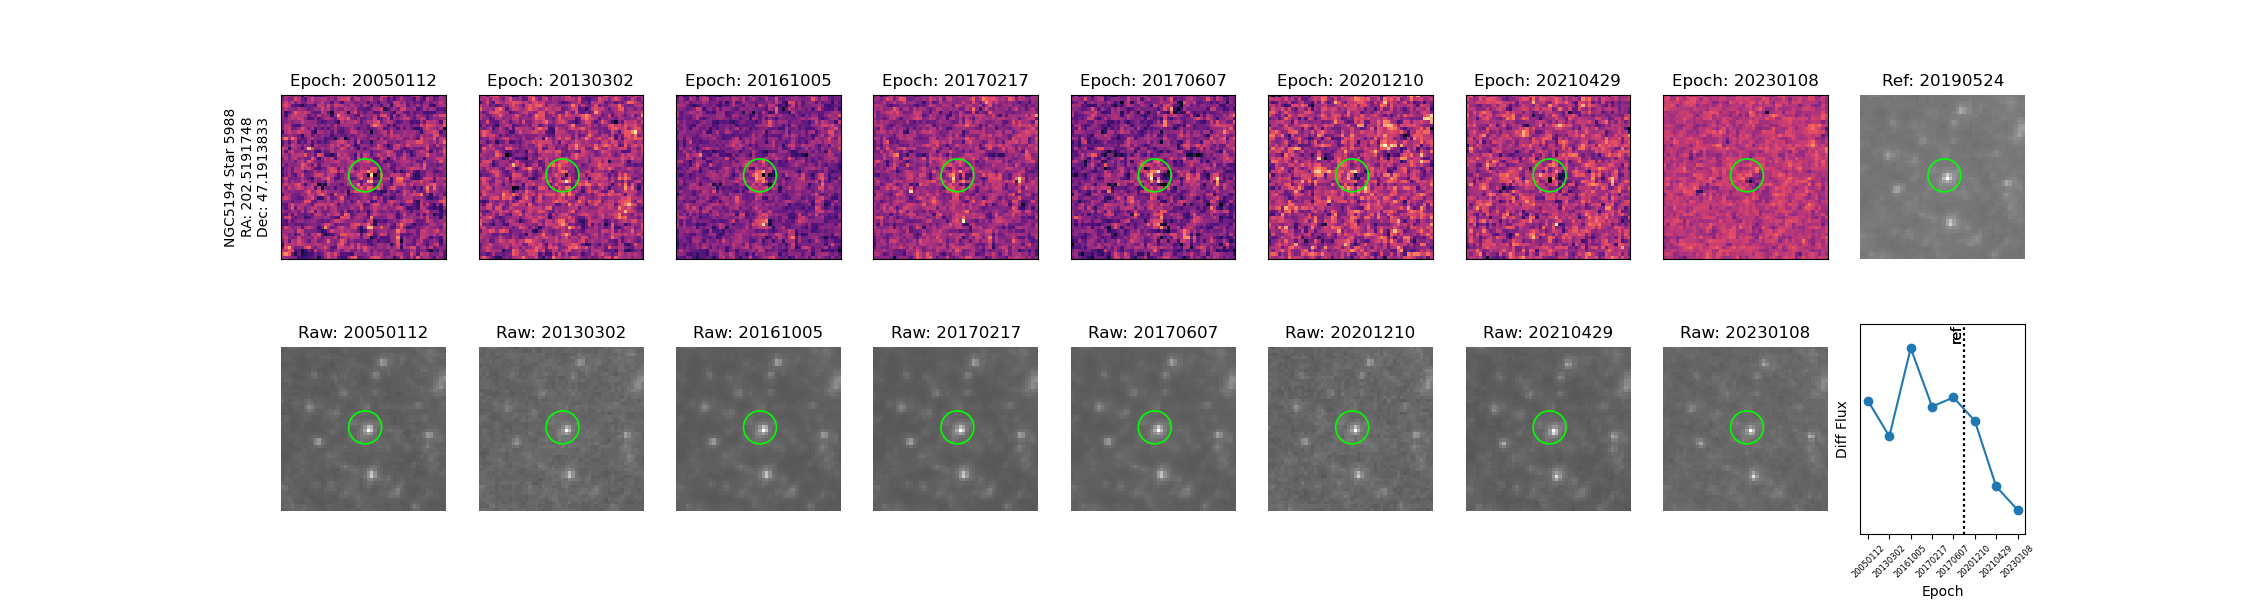 NGC5194 Star 5988
RA: 202.5191748
Dec: 47.1913833
Epoch: 20050112
Epoch: 20130302
Epoch: 20161005
Epoch: 20170217
Epoch: 20170607
Epoch: 20201210
Epoch: 20210429
Epoch: 20230108
Ref: 20190524
Raw: 20050112
Raw: 20130302
Raw: 20161005
Raw: 20170217
Raw: 20170607
Raw: 20201210
Raw: 20210429
Raw: 20230108
ref
Diff Flux
20050112
20130302
20161005
20170217
20170607
20201210
20210429
20230108
Epoch